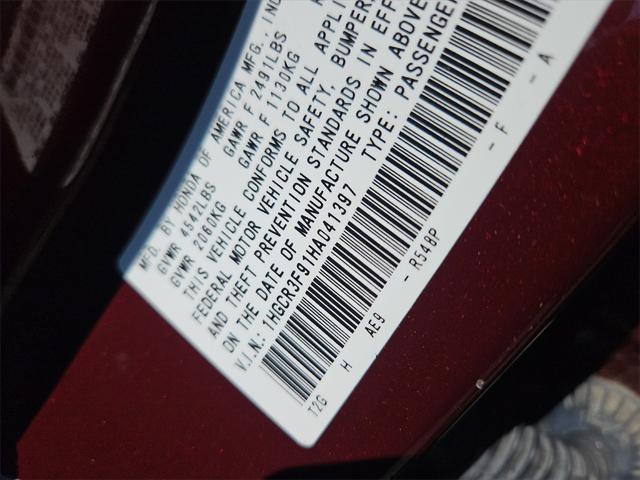 MFD. BY HONDA OF AMERICA MFG., INC
GVWR 4542LBS GAWR F 2491LBS
GVWR 2060KG GAWR F 1130KG
THIS VEHICLE CONFORMS TO ALL APPLI
FEDERAL MOTOR VEHICLE SAFETY, BUMPER
AND THEFT PREVENTION STANDARDS IN EFF
ON THE DATE OF MANUFACTURE SHOWN ABOVE
V.I.N.: 1HGCR3F91HA041397 TYPE: PASSENGER
T2G H AE9 - R548P - F - A